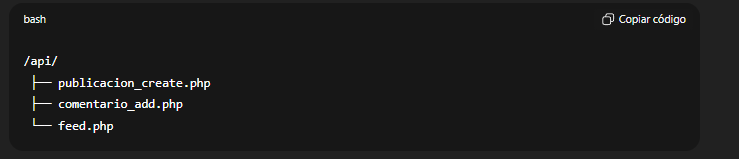 bash
Copiar código
/api/
├── publicacion_create.php
├── comentario_add.php
└── feed.php